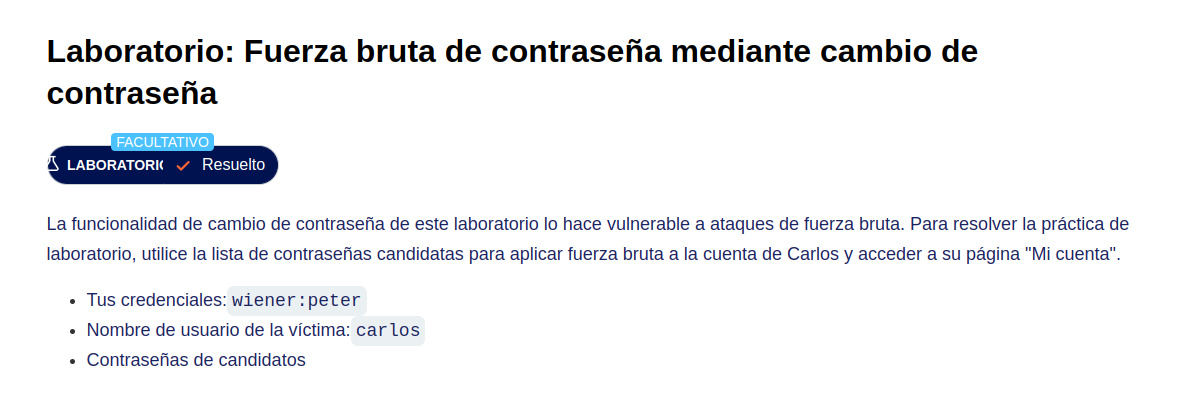 Laboratorio: Fuerza bruta de contraseña mediante cambio de
contraseña
FACULTATIVO
LABORATORIO Resuelto
La funcionalidad de cambio de contraseña de este laboratorio lo hace vulnerable a ataques de fuerza bruta. Para resolver la práctica de
laboratorio, utilice la lista de contraseñas candidatas para aplicar fuerza bruta a la cuenta de Carlos y acceder a su página "Mi cuenta".
Tus credenciales: wiener:peter
Nombre de usuario de la víctima: carlos
Contraseñas de candidatos